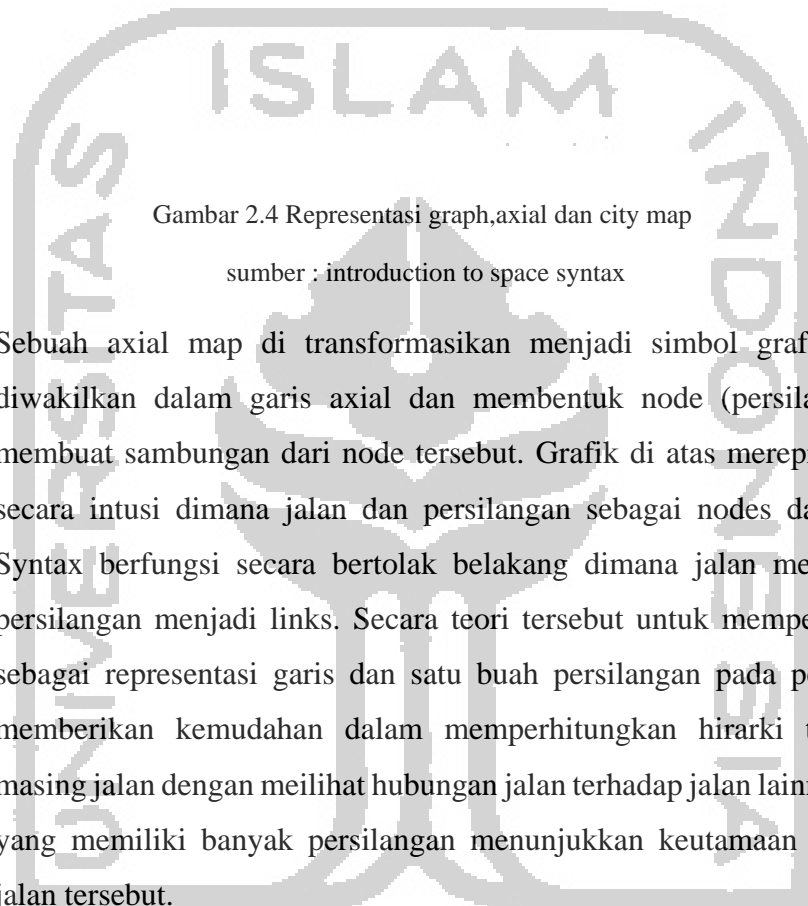 ISLAM
UNIVERSITAS
INDONESIA
Gambar 2.4 Representasi graph,axial dan city map
sumber : introduction to space syntax
Sebuah axial map di transformasikan menjadi simbol graf
diwakilkan dalam garis axial dan membentuk node (persila
membuat sambungan dari node tersebut. Grafik di atas merep
secara intusi dimana jalan dan persilangan sebagai nodes da
Syntax berfungsi secara bertolak belakang dimana jalan me
persilangan menjadi links. Secara teori tersebut untuk mempe
sebagai representasi garis dan satu buah persilangan pada p
memberikan kemudahan dalam memperhitungkan hirarki t
masing jalan dengan meilihat hubungan jalan terhadap jalan lain
yang memiliki banyak persilangan menunjukkan keutamaan
jalan tersebut.